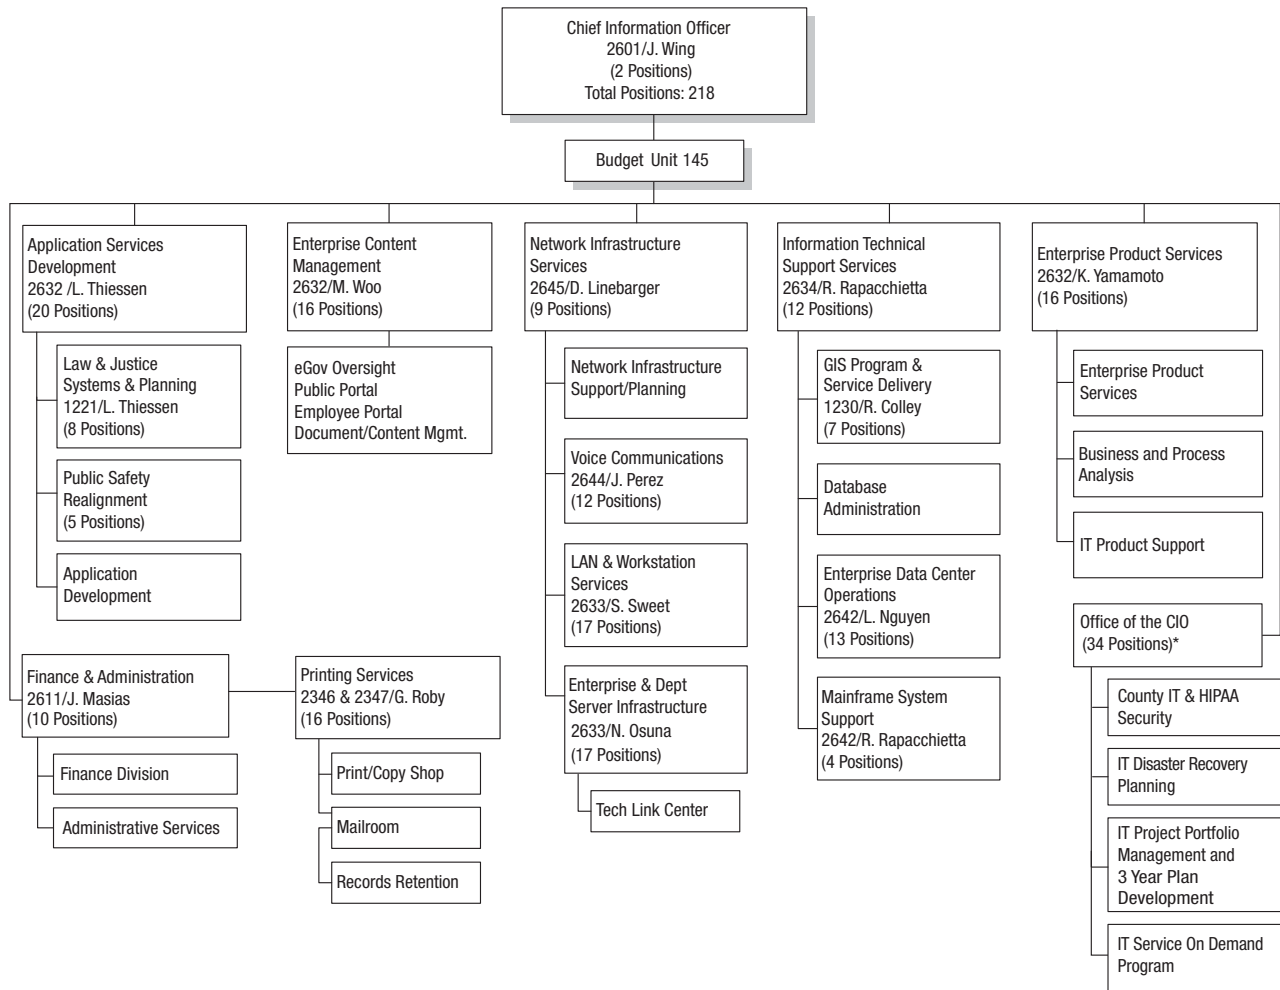 Chief Information Officer
2601/J. Wing
(2 Positions)
Total Positions: 218
Budget Unit 145
Application Services
Development
2632 /L. Thiessen
(20 Positions)
Law & Justice
Systems & Planning
1221/L. Thiessen
(8 Positions)
Public Safety
Realignment
(5 Positions)
Application
Development
Enterprise Content
Management
2632/M. Woo
(16 Positions)
eGov Oversight
Public Portal
Employee Portal
Document/Content Mgmt.
Network Infrastructure
Services
2645/D. Linebarger
(9 Positions)
Network Infrastructure
Support/Planning
Voice Communications
2644/J. Perez
(12 Positions)
LAN & Workstation
Services
2633/S. Sweet
(17 Positions)
Enterprise & Dept
Server Infrastructure
2633/N. Osuna
(17 Positions)
Tech Link Center
Information Technical
Support Services
2634/R. Rapacchietta
(12 Positions)
GIS Program &
Service Delivery
1230/R. Colley
(7 Positions)
Database
Administration
Enterprise Data Center
Operations
2642/L. Nguyen
(13 Positions)
Mainframe System
Support
2642/R. Rapacchietta
(4 Positions)
Enterprise Product Services
2632/K. Yamamoto
(16 Positions)
Enterprise Product
Services
Business and Process
Analysis
IT Product Support
Office of the CIO
(34 Positions)*
County IT & HIPAA
Security
IT Disaster Recovery
Planning
IT Project Portfolio
Management and
3 Year Plan
Development
IT Service On Demand
Program
Finance & Administration
2611/J. Masias
(10 Positions)
Finance Division
Administrative Services
Printing Services
2346 & 2347/G. Roby
(16 Positions)
Print/Copy Shop
Mailroom
Records Retention